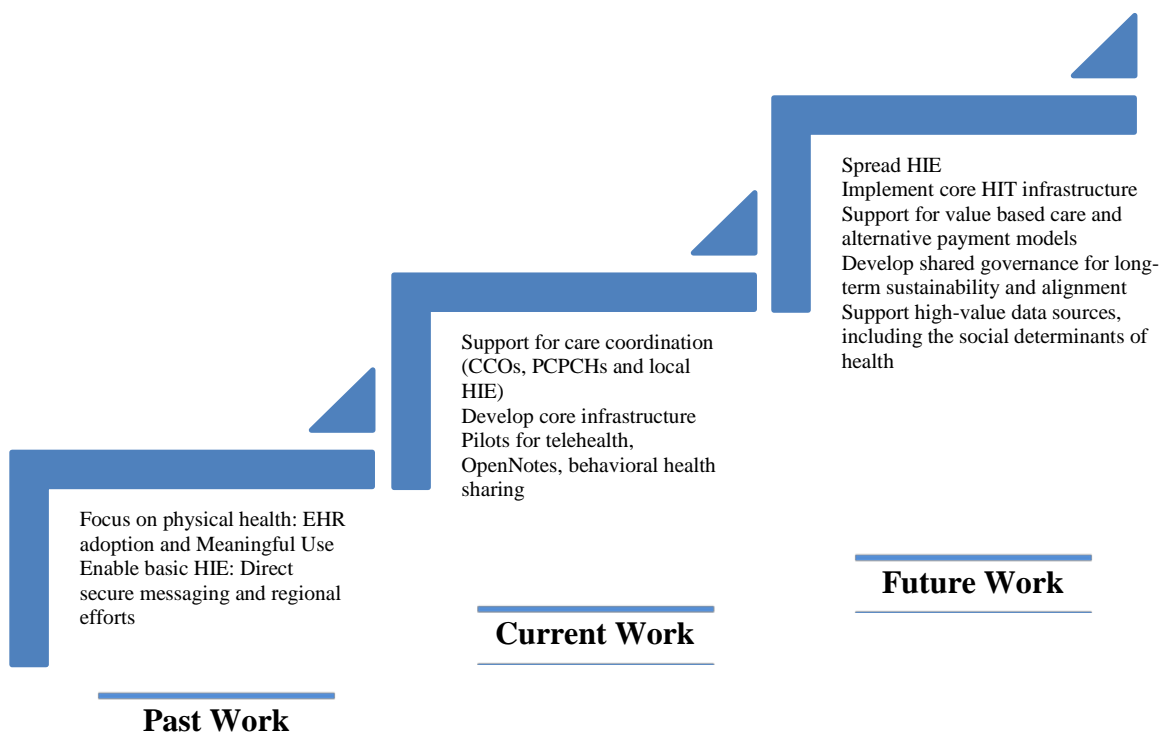 Focus on physical health: EHR
adoption and Meaningful Use
Enable basic HIE: Direct
secure messaging and regional
efforts
Past Work
Support for care coordination
(CCOs, PCPCHs and local
HIE)
Develop core infrastructure
Pilots for telehealth,
OpenNotes, behavioral health
sharing
Current Work
Spread HIE
Implement core HIT infrastructure
Support for value based care and
alternative payment models
Develop shared governance for long-
term sustainability and alignment
Support high-value data sources,
including the social determinants of
health
Future Work